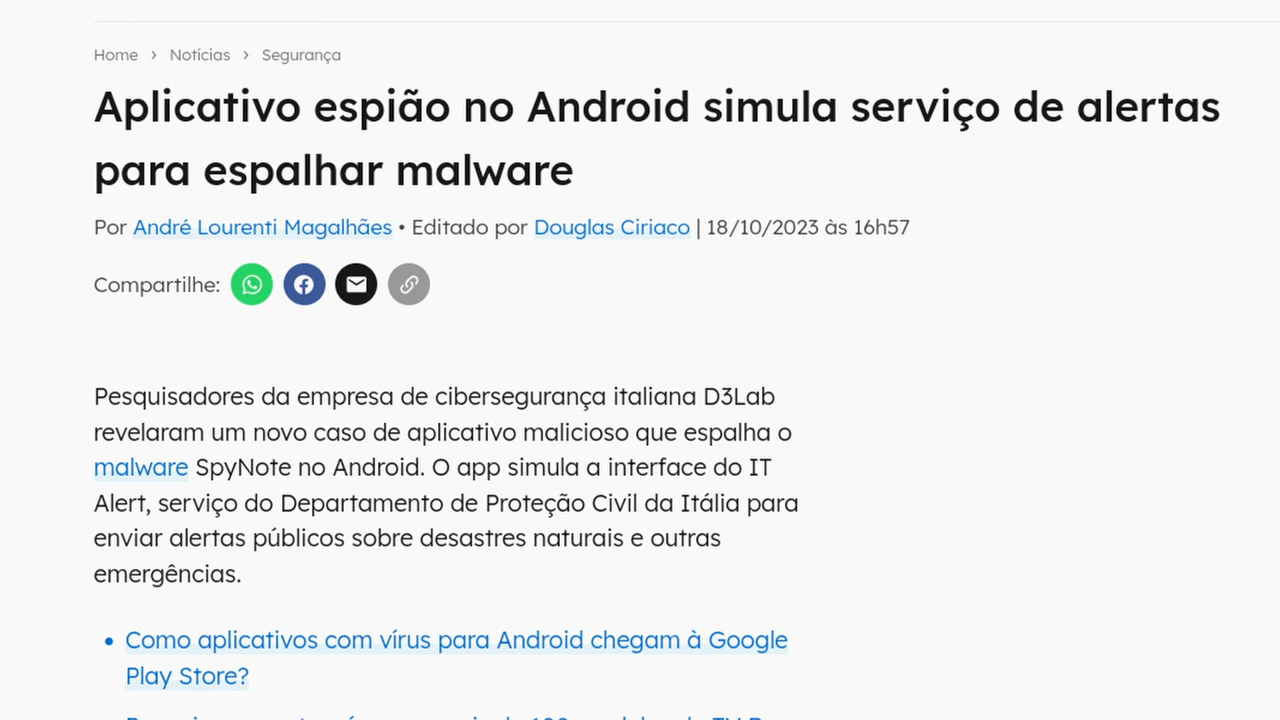 Home › Notícias › Segurança
Aplicativo espião no Android simula serviço de alertas
para espalhar malware
Por André Lourenti Magalhães • Editado por Douglas Ciriaco | 18/10/2023 às 16h57
Compartilhe:
Pesquisadores da empresa de cibersegurança italiana D3Lab
revelaram um novo caso de aplicativo malicioso que espalha o
malware SpyNote no Android. O app simula a interface do IT
Alert, serviço do Departamento de Proteção Civil da Itália para
enviar alertas públicos sobre desastres naturais e outras
emergências.
• Como aplicativos com vírus para Android chegam à Google
Play Store?